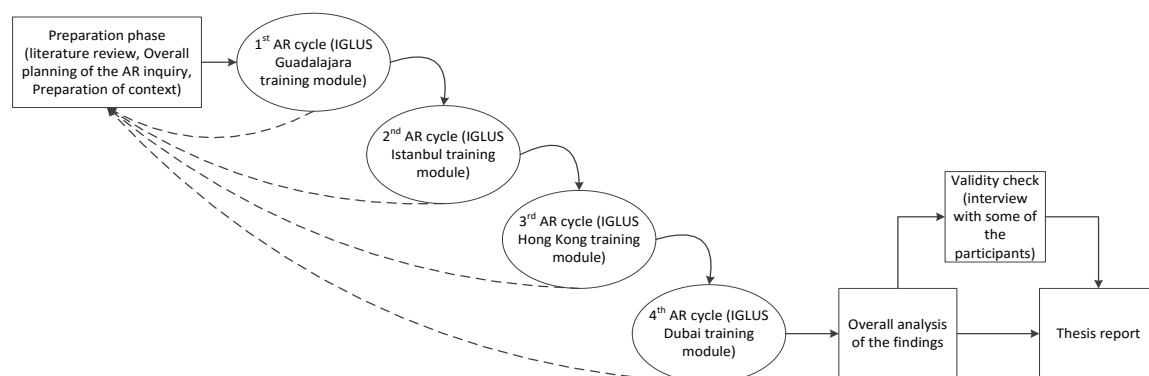 Preparation phase
(literature review, Overall
planning of the AR inquiry,
Preparation of context)
1st AR cycle (IGLUS
Guadalajara
training module)
2nd AR cycle (IGLUS
Istanbul training
module)
3rd AR cycle (IGLUS
Hong Kong training
module)
4th AR cycle (IGLUS
Dubai training
module)
Overall analysis
of the findings
Validity check
(interview
with some of
the
participants)
Thesis report